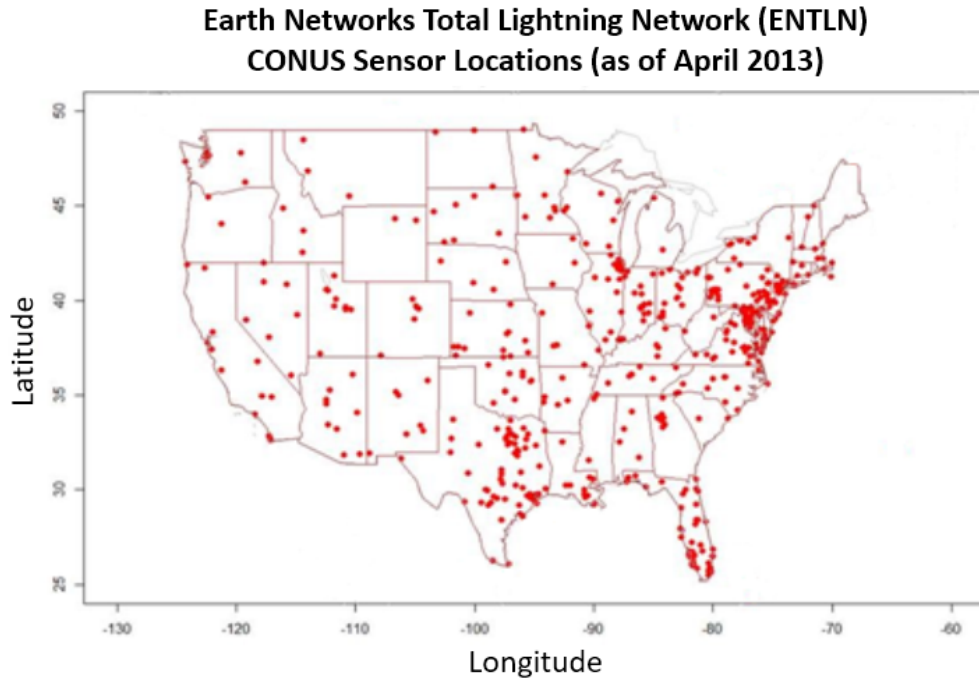 Earth Networks Total Lightning Network (ENTLN)
CONUS Sensor Locations (as of April 2013)
50
45
40
35
30
25
Latitude
-130 -120 -110 -100 -90 -80 -70 -60
Longitude